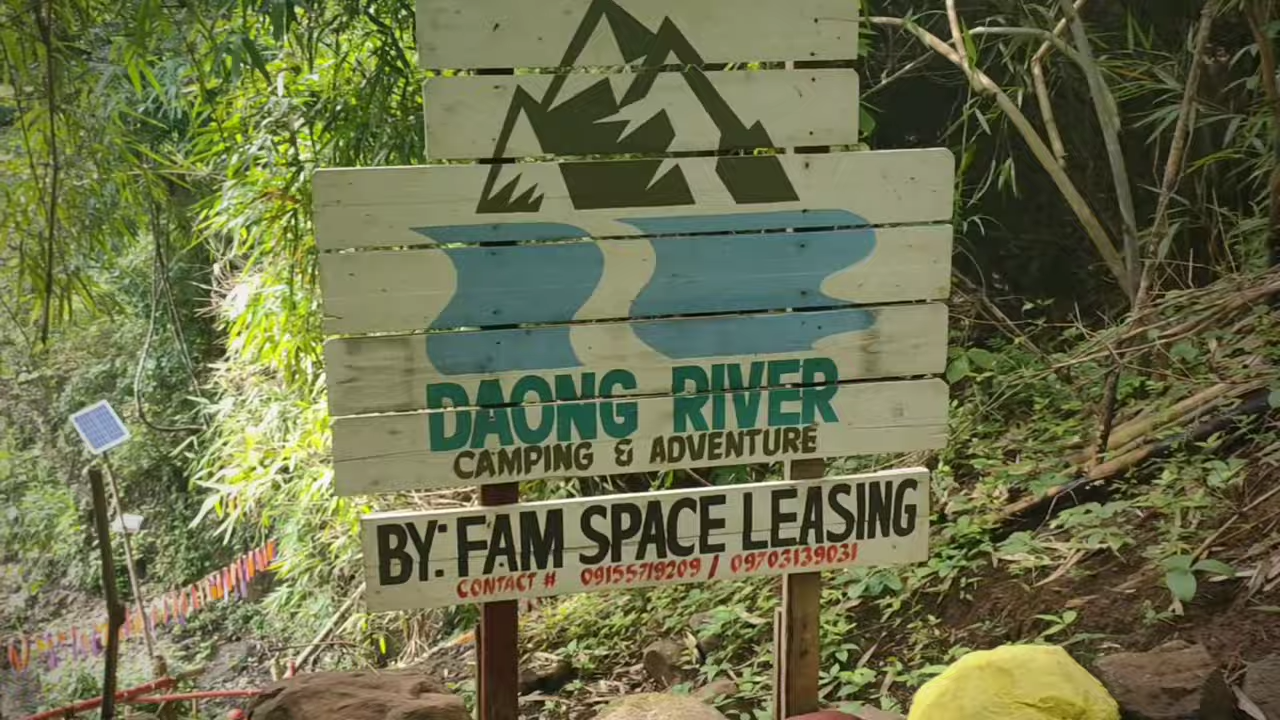 DAONG RIVER
CAMPING & ADVENTURE
BY: FAM SPACE LEASING
CONTACT # 09155719209 / 09703139031